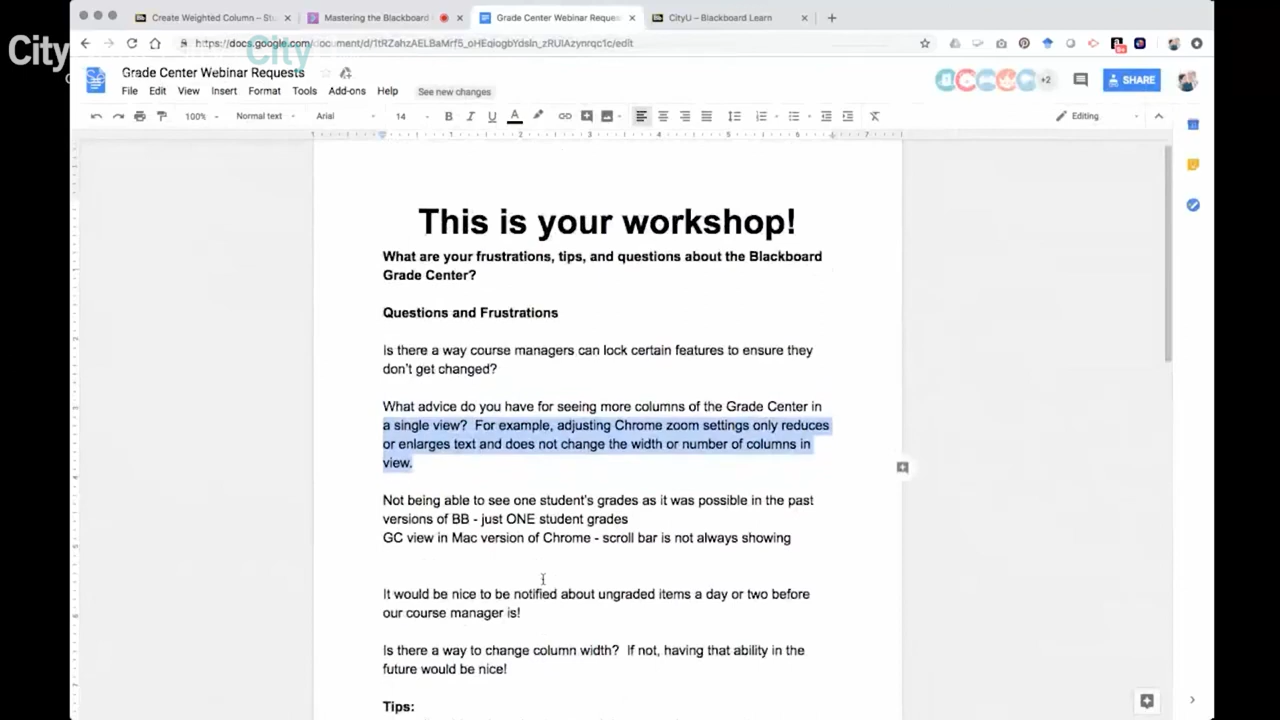 Create Weighted Column – Stu
Mastering the Blackboard
Grade Center Webinar Reques
CityU – Blackboard Learn
https://docs.google.com/document/d/1tRZahzAELBaMrf5_oHEqiogbYdsln_zRUIAzynrqc1c/edit
City
City
Grade Center Webinar Requests
File Edit View Insert Format Tools Add-ons Help See new changes
+2
SHARE
100% Normal text Arial 14 B I U A Editing
This is your workshop!
What are your frustrations, tips, and questions about the Blackboard
Grade Center?
Questions and Frustrations
Is there a way course managers can lock certain features to ensure they
don't get changed?
What advice do you have for seeing more columns of the Grade Center in
a single view? For example, adjusting Chrome zoom settings only reduces
or enlarges text and does not change the width or number of columns in
view.
Not being able to see one student's grades as it was possible in the past
versions of BB - just ONE student grades
GC view in Mac version of Chrome - scroll bar is not always showing
It would be nice to be notified about ungraded items a day or two before
our course manager is!
Is there a way to change column width? If not, having that ability in the
future would be nice!
Tips: